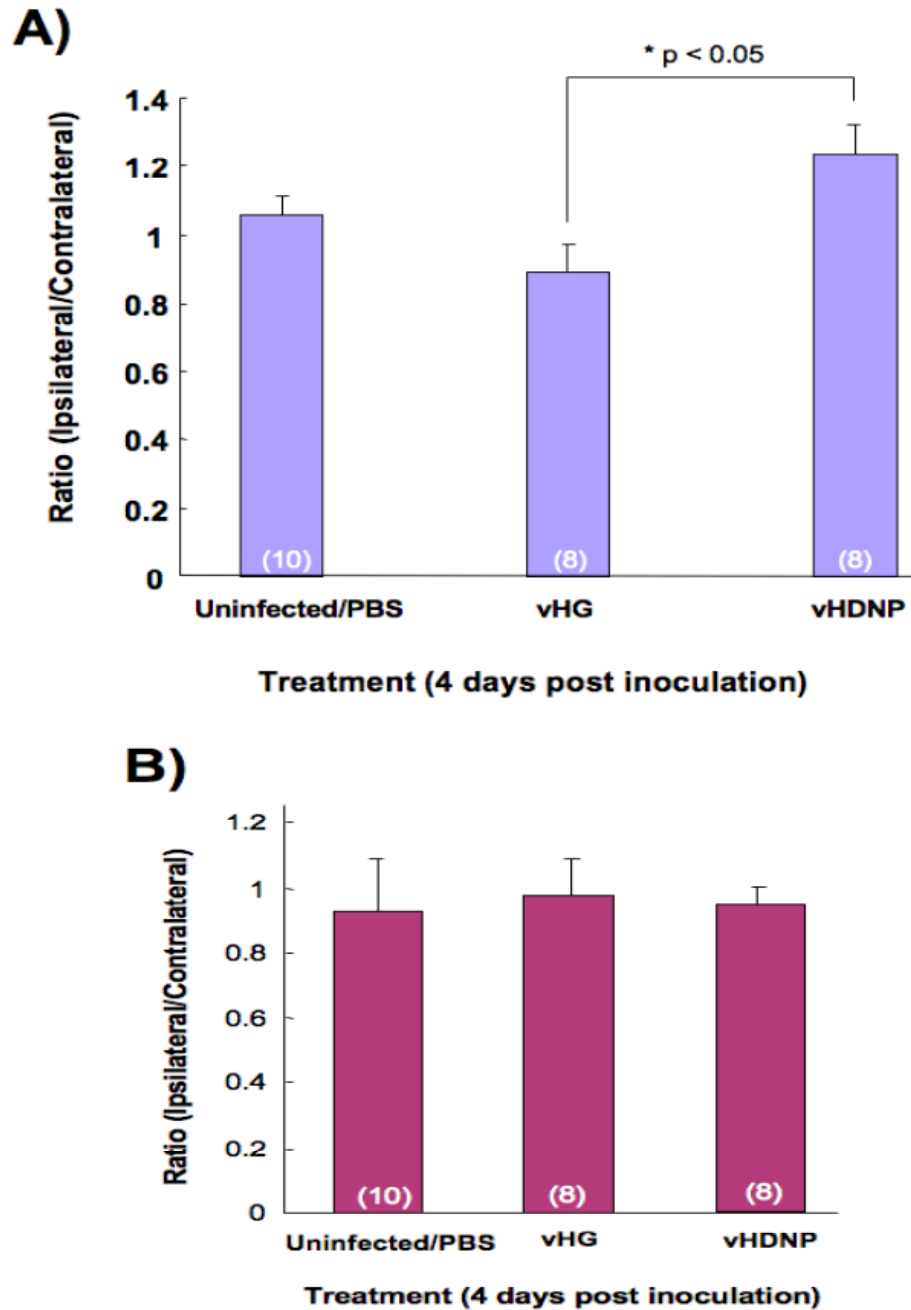 A)
* p < 0.05
Ratio (Ipsilateral/Contralateral)
1.4
1.2
1
0.8
0.6
0.4
0.2
0
(10)
(8)
(8)
Uninfected/PBS
vHG
vHDNP
Treatment (4 days post inoculation)
B)
Ratio (Ipsilateral/Contralateral)
1.2
1
0.8
0.6
0.4
0.2
0
(10)
(8)
(8)
Uninfected/PBS
vHG
vHDNP
Treatment (4 days post inoculation)